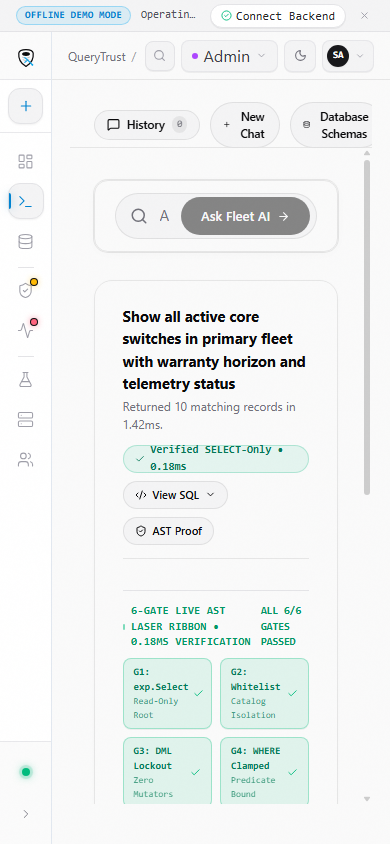 OFFLINE DEMO MODE Operatin… Connect Backend
QueryTrust / Admin SA
History 0
New Chat
Database Schemas
A Ask Fleet AI →
Show all active core
switches in primary fleet
with warranty horizon and
telemetry status
Returned 10 matching records in
1.42ms.
Verified SELECT-Only •
0.18ms
View SQL
AST Proof
6-GATE LIVE AST
LASER RIBBON •
0.18MS VERIFICATION
ALL 6/6
GATES
PASSED
G1:
exp.Select
Read-Only
Root
G2:
Whitelist
Catalog
Isolation
G3: DML
Lockout
Zero
Mutators
G4: WHERE
Clamped
Predicate
Bound